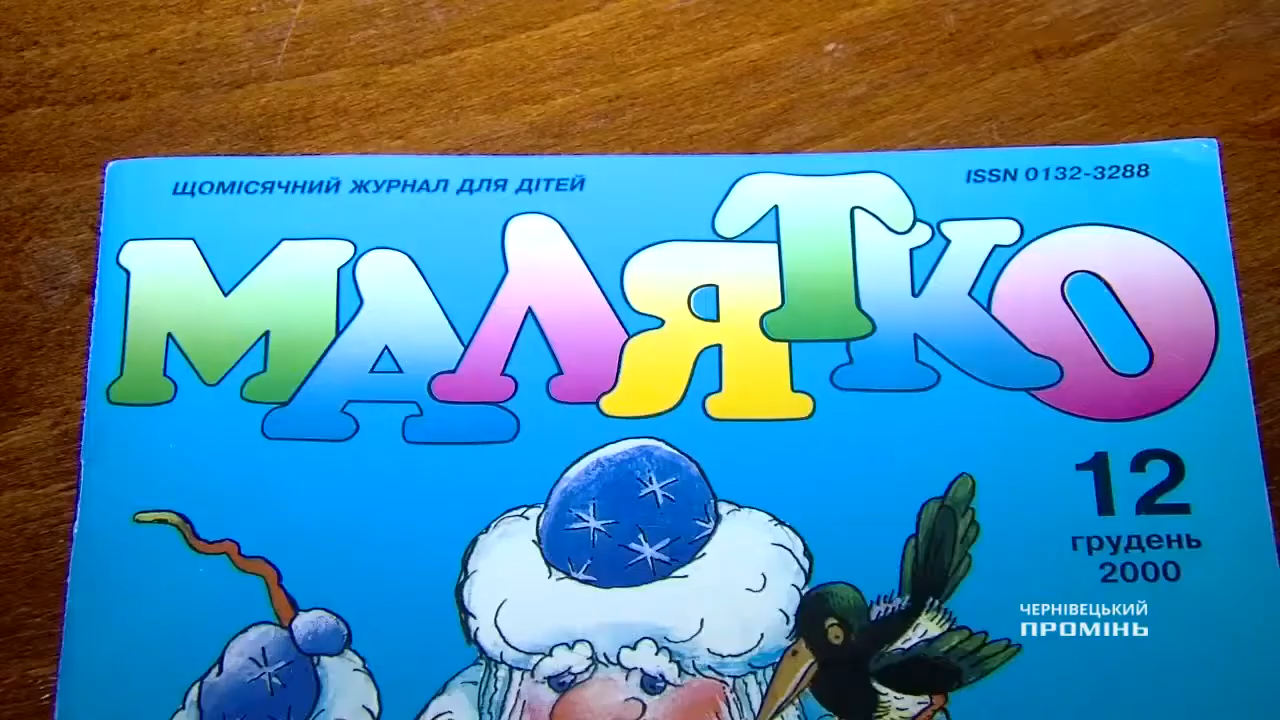 ЩОМІСЯЧНИЙ ЖУРНАЛ ДЛЯ ДІТЕЙ
ISSN 0132-3288
МАЛЯТКО
12
грудень
2000
ЧЕРНІВЕЦЬКИЙ
ПРОМІНЬ